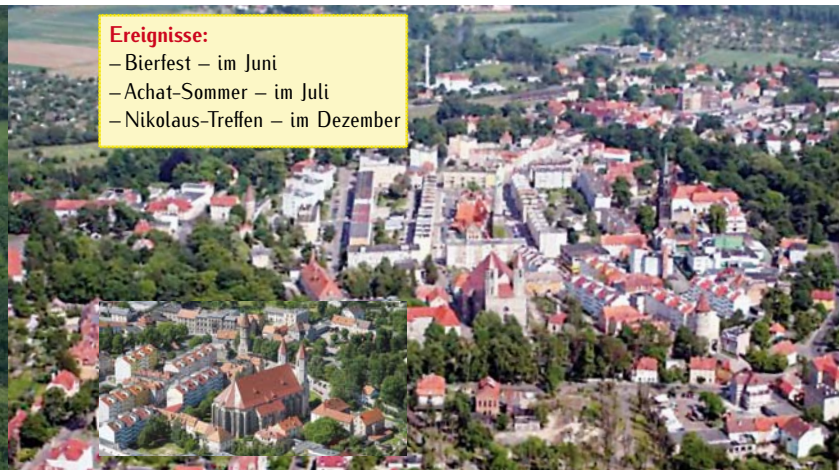 Ereignisse:
– Bierfest – im Juni
– Achat-Sommer – im Juli
– Nikolaus-Treffen – im Dezember